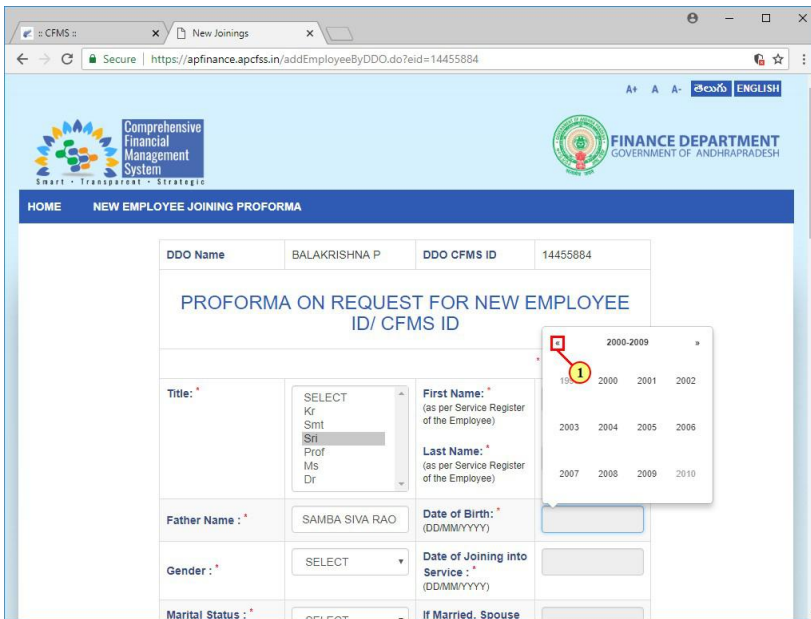 :: CFMS ::
New Joinings
Secure | https://apfinance.apcfss.in/addEmployeeByDDO.do?eid=14455884
A+ A A- తెలుగు ENGLISH
Comprehensive
Financial
Management
System
Smart • Transparent • Strategic
FINANCE DEPARTMENT
GOVERNMENT OF ANDHRAPRADESH
HOME NEW EMPLOYEE JOINING PROFORMA
DDO Name BALAKRISHNA P DDO CFMS ID 14455884
PROFORMA ON REQUEST FOR NEW EMPLOYEE
ID/ CFMS ID
« 2000-2009 »
1
2000 2001 2002
2003 2004 2005 2006
2007 2008 2009 2010
Title: *
SELECT
Kr
Smt
Sri
Prof
Ms
Dr
First Name: *
(as per Service Register
of the Employee)
Last Name: *
(as per Service Register
of the Employee)
Father Name : * SAMBA SIVA RAO
Date of Birth: *
(DD/MM/YYYY)
Gender : * SELECT
Date of Joining into
Service : *
(DD/MM/YYYY)
Marital Status : * SELECT
If Married, Spouse